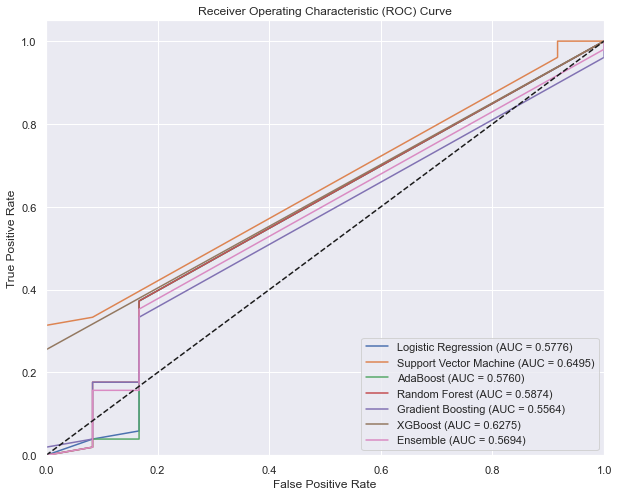 Receiver Operating Characteristic (ROC) Curve
True Positive Rate
1.0
0.8
0.6
0.4
0.2
0.0
Logistic Regression (AUC = 0.5776)
Support Vector Machine (AUC = 0.6495)
AdaBoost (AUC = 0.5760)
Random Forest (AUC = 0.5874)
Gradient Boosting (AUC = 0.5564)
XGBoost (AUC = 0.6275)
Ensemble (AUC = 0.5694)
0.0 0.2 0.4 0.6 0.8 1.0
False Positive Rate